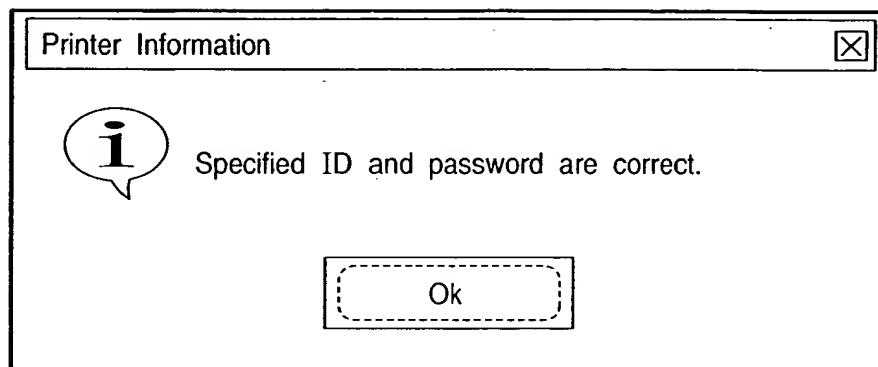 Printer Information
i
Specified ID and password are correct.
Ok